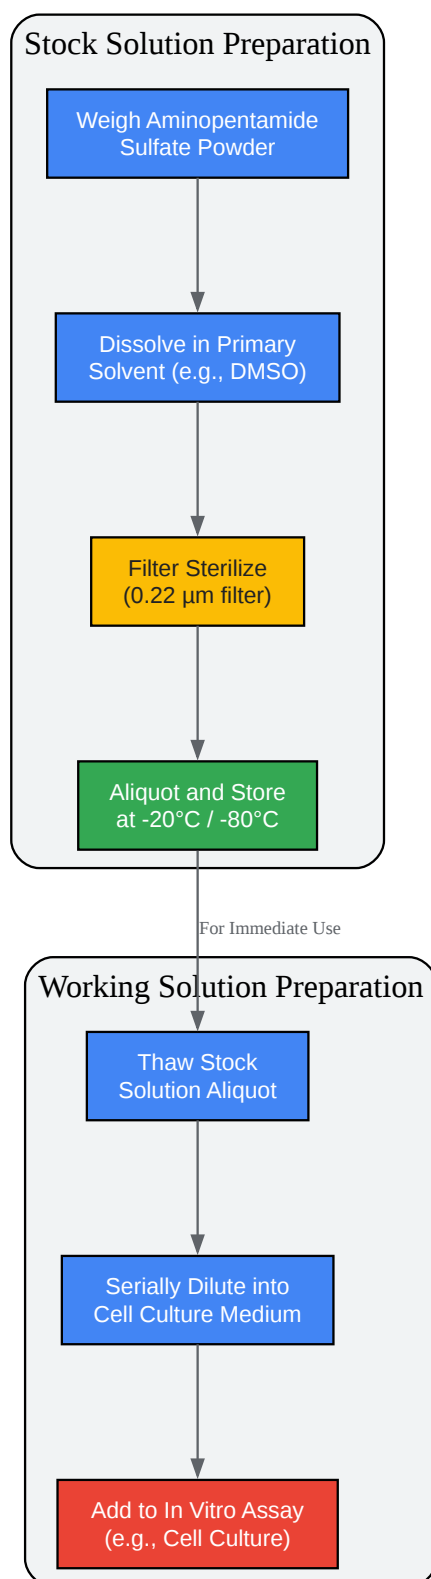 Stock Solution Preparation
Weigh Aminopentamide
Sulfate Powder
Dissolve in Primary
Solvent (e.g., DMSO)
Filter Sterilize
(0.22 µm filter)
Aliquot and Store
at -20°C / -80°C
For Immediate Use
Working Solution Preparation
Thaw Stock
Solution Aliquot
Serially Dilute into
Cell Culture Medium
Add to In Vitro Assay
(e.g., Cell Culture)